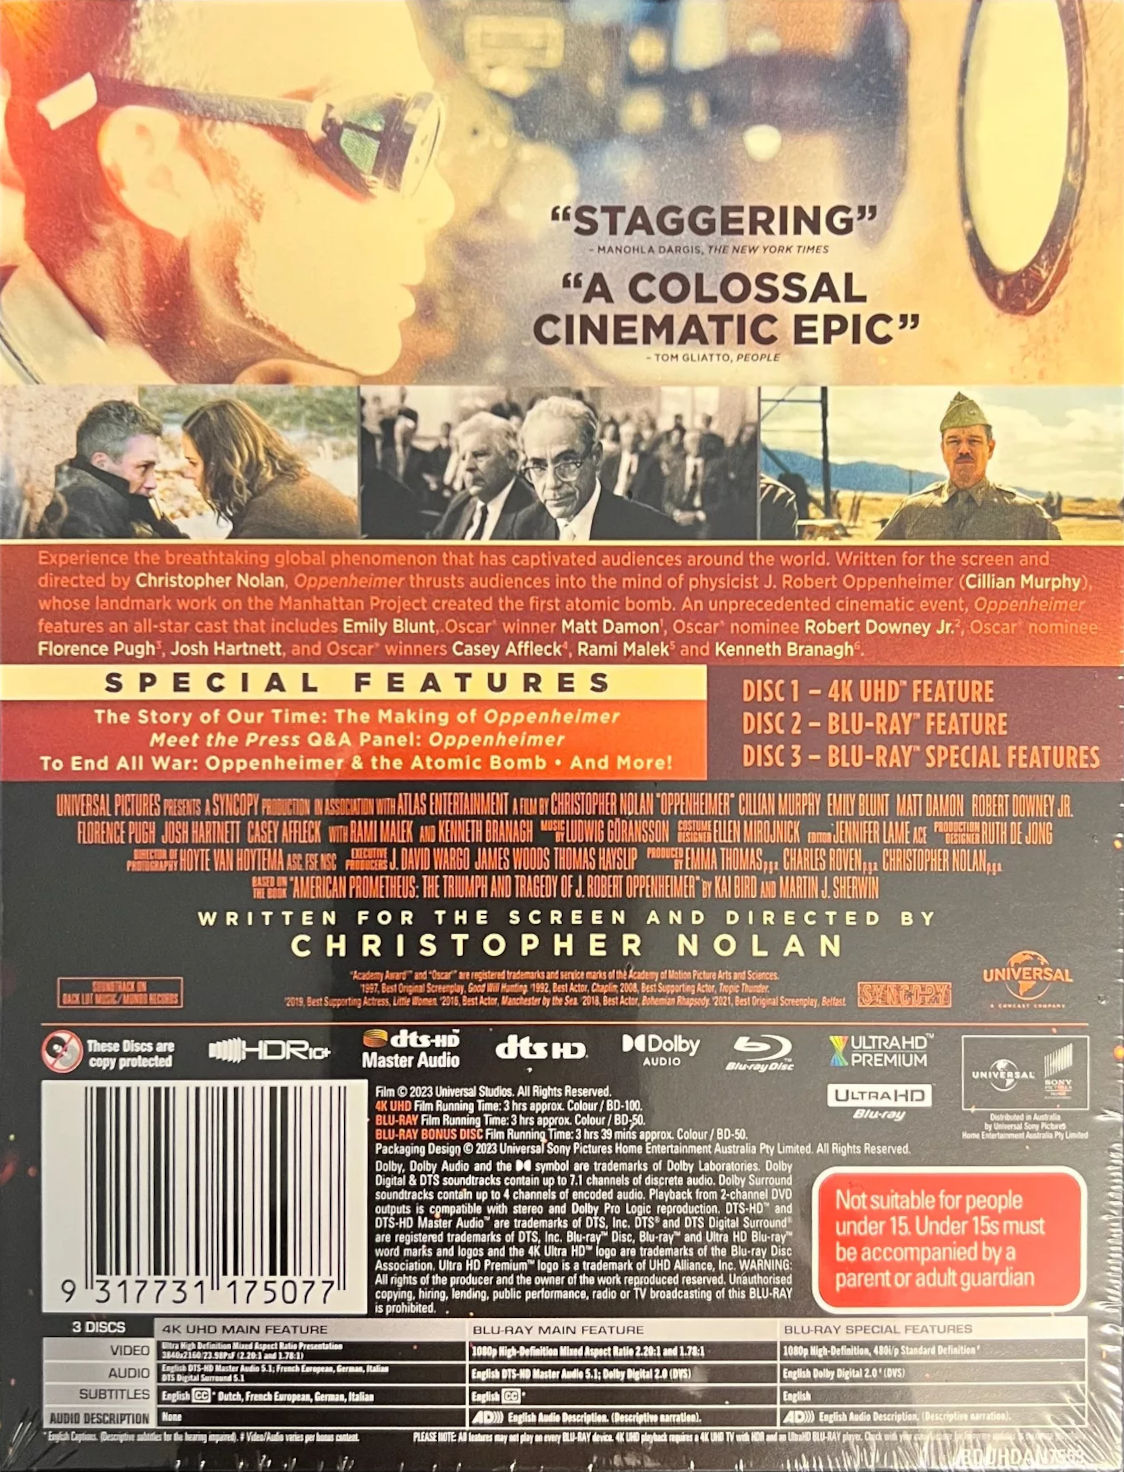 “STAGGERING”
– MANOHLA DARGIS, THE NEW YORK TIMES
“A COLOSSAL
CINEMATIC EPIC”
– TOM GLIATTO, PEOPLE
Experience the breathtaking global phenomenon that has captivated audiences around the world. Written for the screen and
directed by Christopher Nolan, Oppenheimer thrusts audiences into the mind of physicist J. Robert Oppenheimer (Cillian Murphy),
whose landmark work on the Manhattan Project created the first atomic bomb. An unprecedented cinematic event, Oppenheimer
features an all-star cast that includes Emily Blunt, Oscar® winner Matt Damon¹, Oscar® nominee Robert Downey Jr.², Oscar® nominee
Florence Pugh³, Josh Hartnett, and Oscar® winners Casey Affleck⁴, Rami Malek⁵ and Kenneth Branagh⁶.
SPECIAL FEATURES
The Story of Our Time: The Making of Oppenheimer
Meet the Press Q&A Panel: Oppenheimer
To End All War: Oppenheimer & the Atomic Bomb • And More!
DISC 1 – 4K UHD™ FEATURE
DISC 2 – BLU-RAY™ FEATURE
DISC 3 – BLU-RAY™ SPECIAL FEATURES
UNIVERSAL PICTURES PRESENTS A SYNCOPY PRODUCTION IN ASSOCIATION WITH ATLAS ENTERTAINMENT A FILM BY CHRISTOPHER NOLAN "OPPENHEIMER" CILLIAN MURPHY EMILY BLUNT MATT DAMON ROBERT DOWNEY JR.
FLORENCE PUGH JOSH HARTNETT CASEY AFFLECK WITH RAMI MALEK AND KENNETH BRANAGH MUSIC BY LUDWIG GÖRANSSON COSTUME DESIGNER ELLEN MIROJNICK EDITOR JENNIFER LAME ACE PRODUCTION DESIGNER RUTH DE JONG
DIRECTOR OF PHOTOGRAPHY HOYTE VAN HOYTEMA ASC, FSF, NSC EXECUTIVE PRODUCERS J. DAVID WARGO JAMES WOODS THOMAS HAYSLIP PRODUCED BY EMMA THOMAS, p.g.a. CHARLES ROVEN, p.g.a. CHRISTOPHER NOLAN, p.g.a.
BASED ON THE BOOK "AMERICAN PROMETHEUS: THE TRIUMPH AND TRAGEDY OF J. ROBERT OPPENHEIMER" BY KAI BIRD AND MARTIN J. SHERWIN
WRITTEN FOR THE SCREEN AND DIRECTED BY
CHRISTOPHER NOLAN
SOUNDTRACK ON
BACK LOT MUSIC/MONDO RECORDS
"Academy Award®" and "Oscar®" are registered trademarks and service marks of the Academy of Motion Picture Arts and Sciences.
¹1997, Best Original Screenplay, Good Will Hunting. ²1992, Best Actor, Chaplin; 2008, Best Supporting Actor, Tropic Thunder.
³2019, Best Supporting Actress, Little Women. ⁴2016, Best Actor, Manchester by the Sea. ⁵2018, Best Actor, Bohemian Rhapsody. ⁶2021, Best Original Screenplay, Belfast.
SYNCOPY
UNIVERSAL
A COMCAST COMPANY
These Discs are
copy protected
HDR10+
dts-HD
Master Audio
dts HD
Dolby
AUDIO
Blu-ray Disc
ULTRA HD™
PREMIUM
ULTRA HD
Blu-ray
UNIVERSAL
SONY
PICTURES
Distributed in Australia
by Universal Sony Pictures
Home Entertainment Australia Pty Limited
Film © 2023 Universal Studios. All Rights Reserved.
4K UHD Film Running Time: 3 hrs approx. Colour / BD-100.
BLU-RAY Film Running Time: 3 hrs approx. Colour / BD-50.
BLU-RAY BONUS DISC Film Running Time: 3 hrs 39 mins approx. Colour / BD-50.
Packaging Design © 2023 Universal Sony Pictures Home Entertainment Australia Pty Limited. All Rights Reserved.
Dolby, Dolby Audio and the symbol are trademarks of Dolby Laboratories. Dolby
Digital & DTS soundtracks contain up to 7.1 channels of discrete audio. Dolby Surround
soundtracks contain up to 4 channels of encoded audio. Playback from 2-channel DVD
outputs is compatible with stereo and Dolby Pro Logic reproduction. DTS-HD™ and
DTS-HD Master Audio™ are trademarks of DTS, Inc. DTS® and DTS Digital Surround®
are registered trademarks of DTS, Inc. Blu-ray™ Disc, Blu-ray™ and Ultra HD Blu-ray™
word marks and logos and the 4K Ultra HD™ logo are trademarks of the Blu-ray Disc
Association. Ultra HD Premium™ logo is a trademark of UHD Alliance, Inc. WARNING:
All rights of the producer and the owner of the work reproduced reserved. Unauthorised
copying, hiring, lending, public performance, radio or TV broadcasting of this BLU-RAY
is prohibited.
Not suitable for people
under 15. Under 15s must
be accompanied by a
parent or adult guardian
9 317731 175077
3 DISCS 4K UHD MAIN FEATURE BLU-RAY MAIN FEATURE BLU-RAY SPECIAL FEATURES
VIDEO Ultra High Definition Mixed Aspect Ratio Presentation
3840x2160/23.98PsF (2.20:1 and 1.78:1) 1080p High-Definition Mixed Aspect Ratio 2.20:1 and 1.78:1 1080p High-Definition, 480i/p Standard Definition#
AUDIO English DTS-HD Master Audio 5.1; French European, German, Italian
DTS Digital Surround 5.1 English DTS-HD Master Audio 5.1; Dolby Digital 2.0 (DVS) English Dolby Digital 2.0# (DVS)
SUBTITLES English CC* Dutch, French European, German, Italian English CC* English
AUDIO DESCRIPTION None AD))) English Audio Description. (Descriptive narration). AD))) English Audio Description. (Descriptive narration).
* English Captions. (Descriptive subtitles for the hearing impaired). # Video/Audio varies per bonus content.
PLEASE NOTE: All features may not play on every BLU-RAY device. 4K UHD playback requires a 4K UHD TV with HDR and an UltraHD BLU-RAY player.